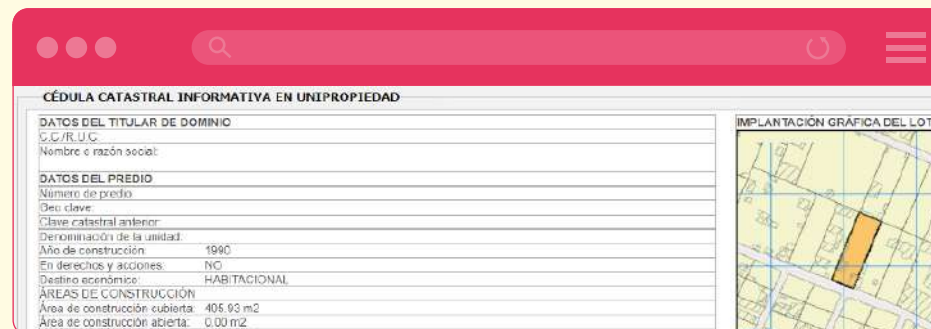 CÉDULA CATASTRAL INFORMATIVA EN UNIPROPIEDAD
DATOS DEL TITULAR DE DOMINIO
C.C./R.U.C:
Nombre o razón social:
DATOS DEL PREDIO
Número de predio
Geo clave:
Clave catastral anterior:
Denominación de la unidad:
Año de construcción: 1990
En derechos y acciones: NO
Destino económico: HABITACIONAL
ÁREAS DE CONSTRUCCIÓN
Área de construcción cubierta: 405.93 m2
Área de construcción abierta: 0.00 m2
IMPLANTACIÓN GRÁFICA DEL LOT